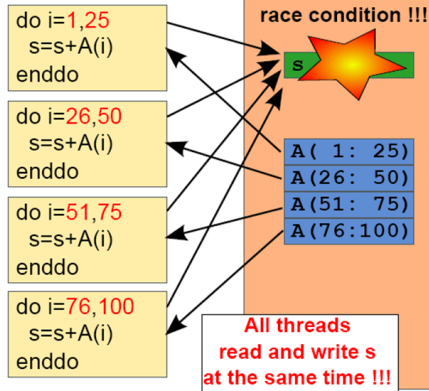 do i=1,25
s=s+A(i)
enddo
do i=26,50
s=s+A(i)
enddo
do i=51,75
s=s+A(i)
enddo
do i=76,100
s=s+A(i)
enddo
race condition !!!
s
A( 1: 25)
A(26: 50)
A(51: 75)
A(76:100)
All threads
read and write s
at the same time !!!